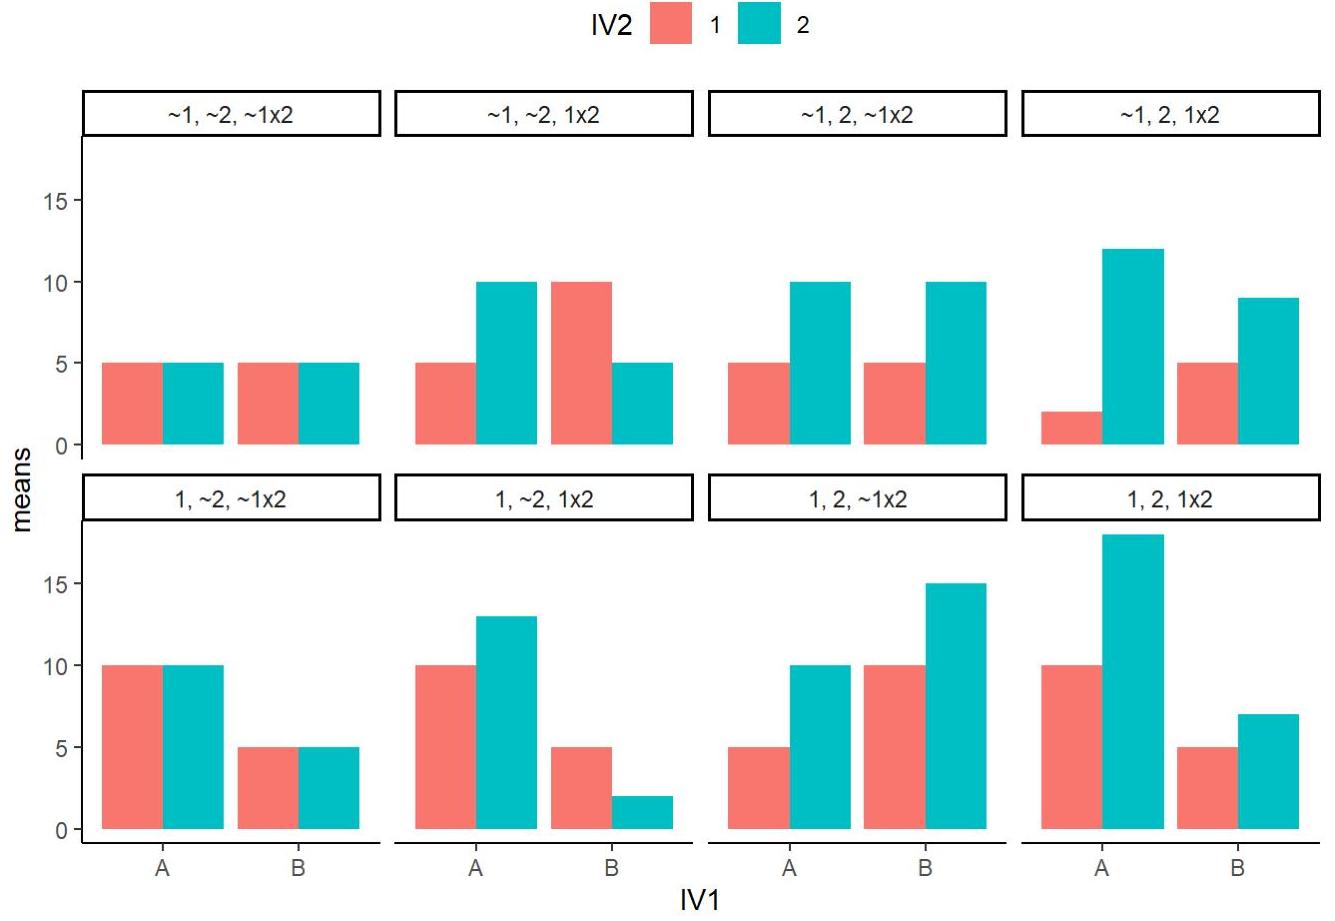 IV2 1 2
~1, ~2, ~1x2
~1, ~2, 1x2
~1, 2, ~1x2
~1, 2, 1x2
15
10
5
0
means
1, ~2, ~1x2
1, ~2, 1x2
1, 2, ~1x2
1, 2, 1x2
15
10
5
0
A B A B A B A B
IV1